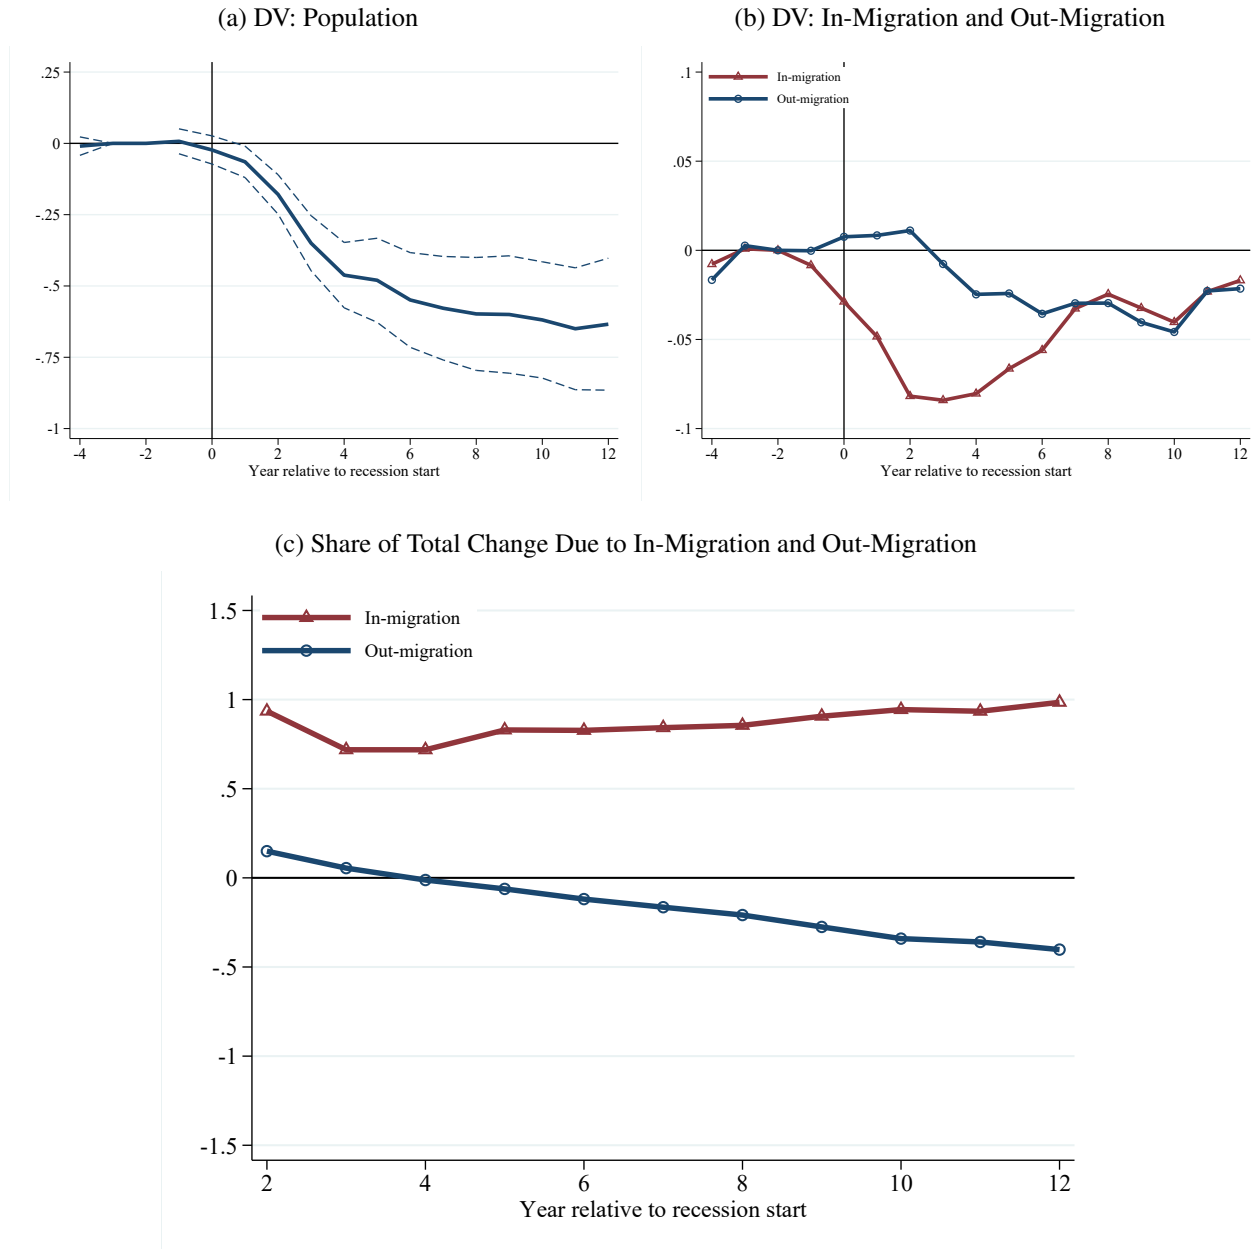 (a) DV: Population
.25
0
-.25
-.5
-.75
-1
-4 -2 0 2 4 6 8 10 12
Year relative to recession start
(b) DV: In-Migration and Out-Migration
In-migration
Out-migration
.1
.05
0
-.05
-.1
-4 -2 0 2 4 6 8 10 12
Year relative to recession start
(c) Share of Total Change Due to In-Migration and Out-Migration
In-migration
Out-migration
1.5
1
.5
0
-.5
-1
-1.5
2 4 6 8 10 12
Year relative to recession start